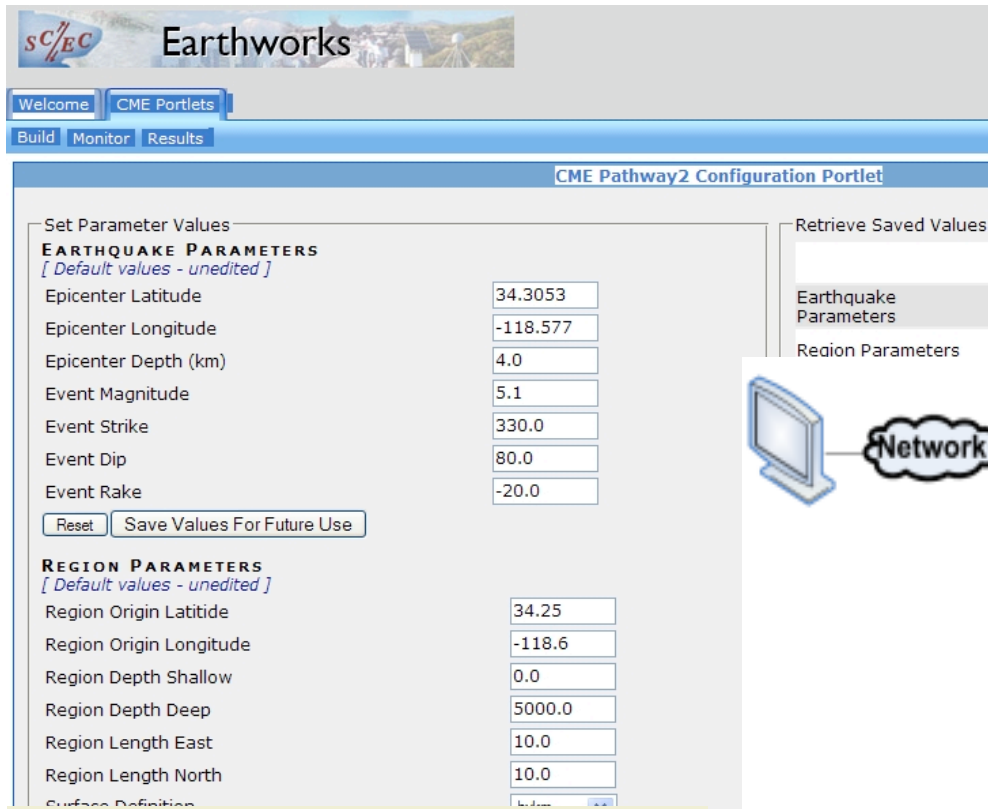 SC/EC Earthworks
Welcome CME Portlets
Build Monitor Results
CME Pathway2 Configuration Portlet
Set Parameter Values
EARTHQUAKE PARAMETERS
[ Default values - unedited ]
Epicenter Latitude 34.3053
Epicenter Longitude -118.577
Epicenter Depth (km) 4.0
Event Magnitude 5.1
Event Strike 330.0
Event Dip 80.0
Event Rake -20.0
Reset Save Values For Future Use
REGION PARAMETERS
[ Default values - unedited ]
Region Origin Latitide 34.25
Region Origin Longitude -118.6
Region Depth Shallow 0.0
Region Depth Deep 5000.0
Region Length East 10.0
Region Length North 10.0
Surface Definition
Retrieve Saved Values
Earthquake
Parameters
Region Parameters
Network